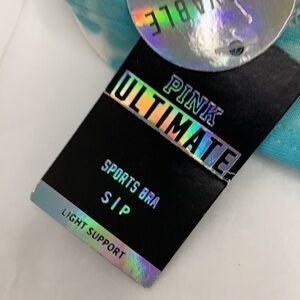 PINK
ULTIMATE
SPORTS BRA
S|P
LIGHT SUPPORT